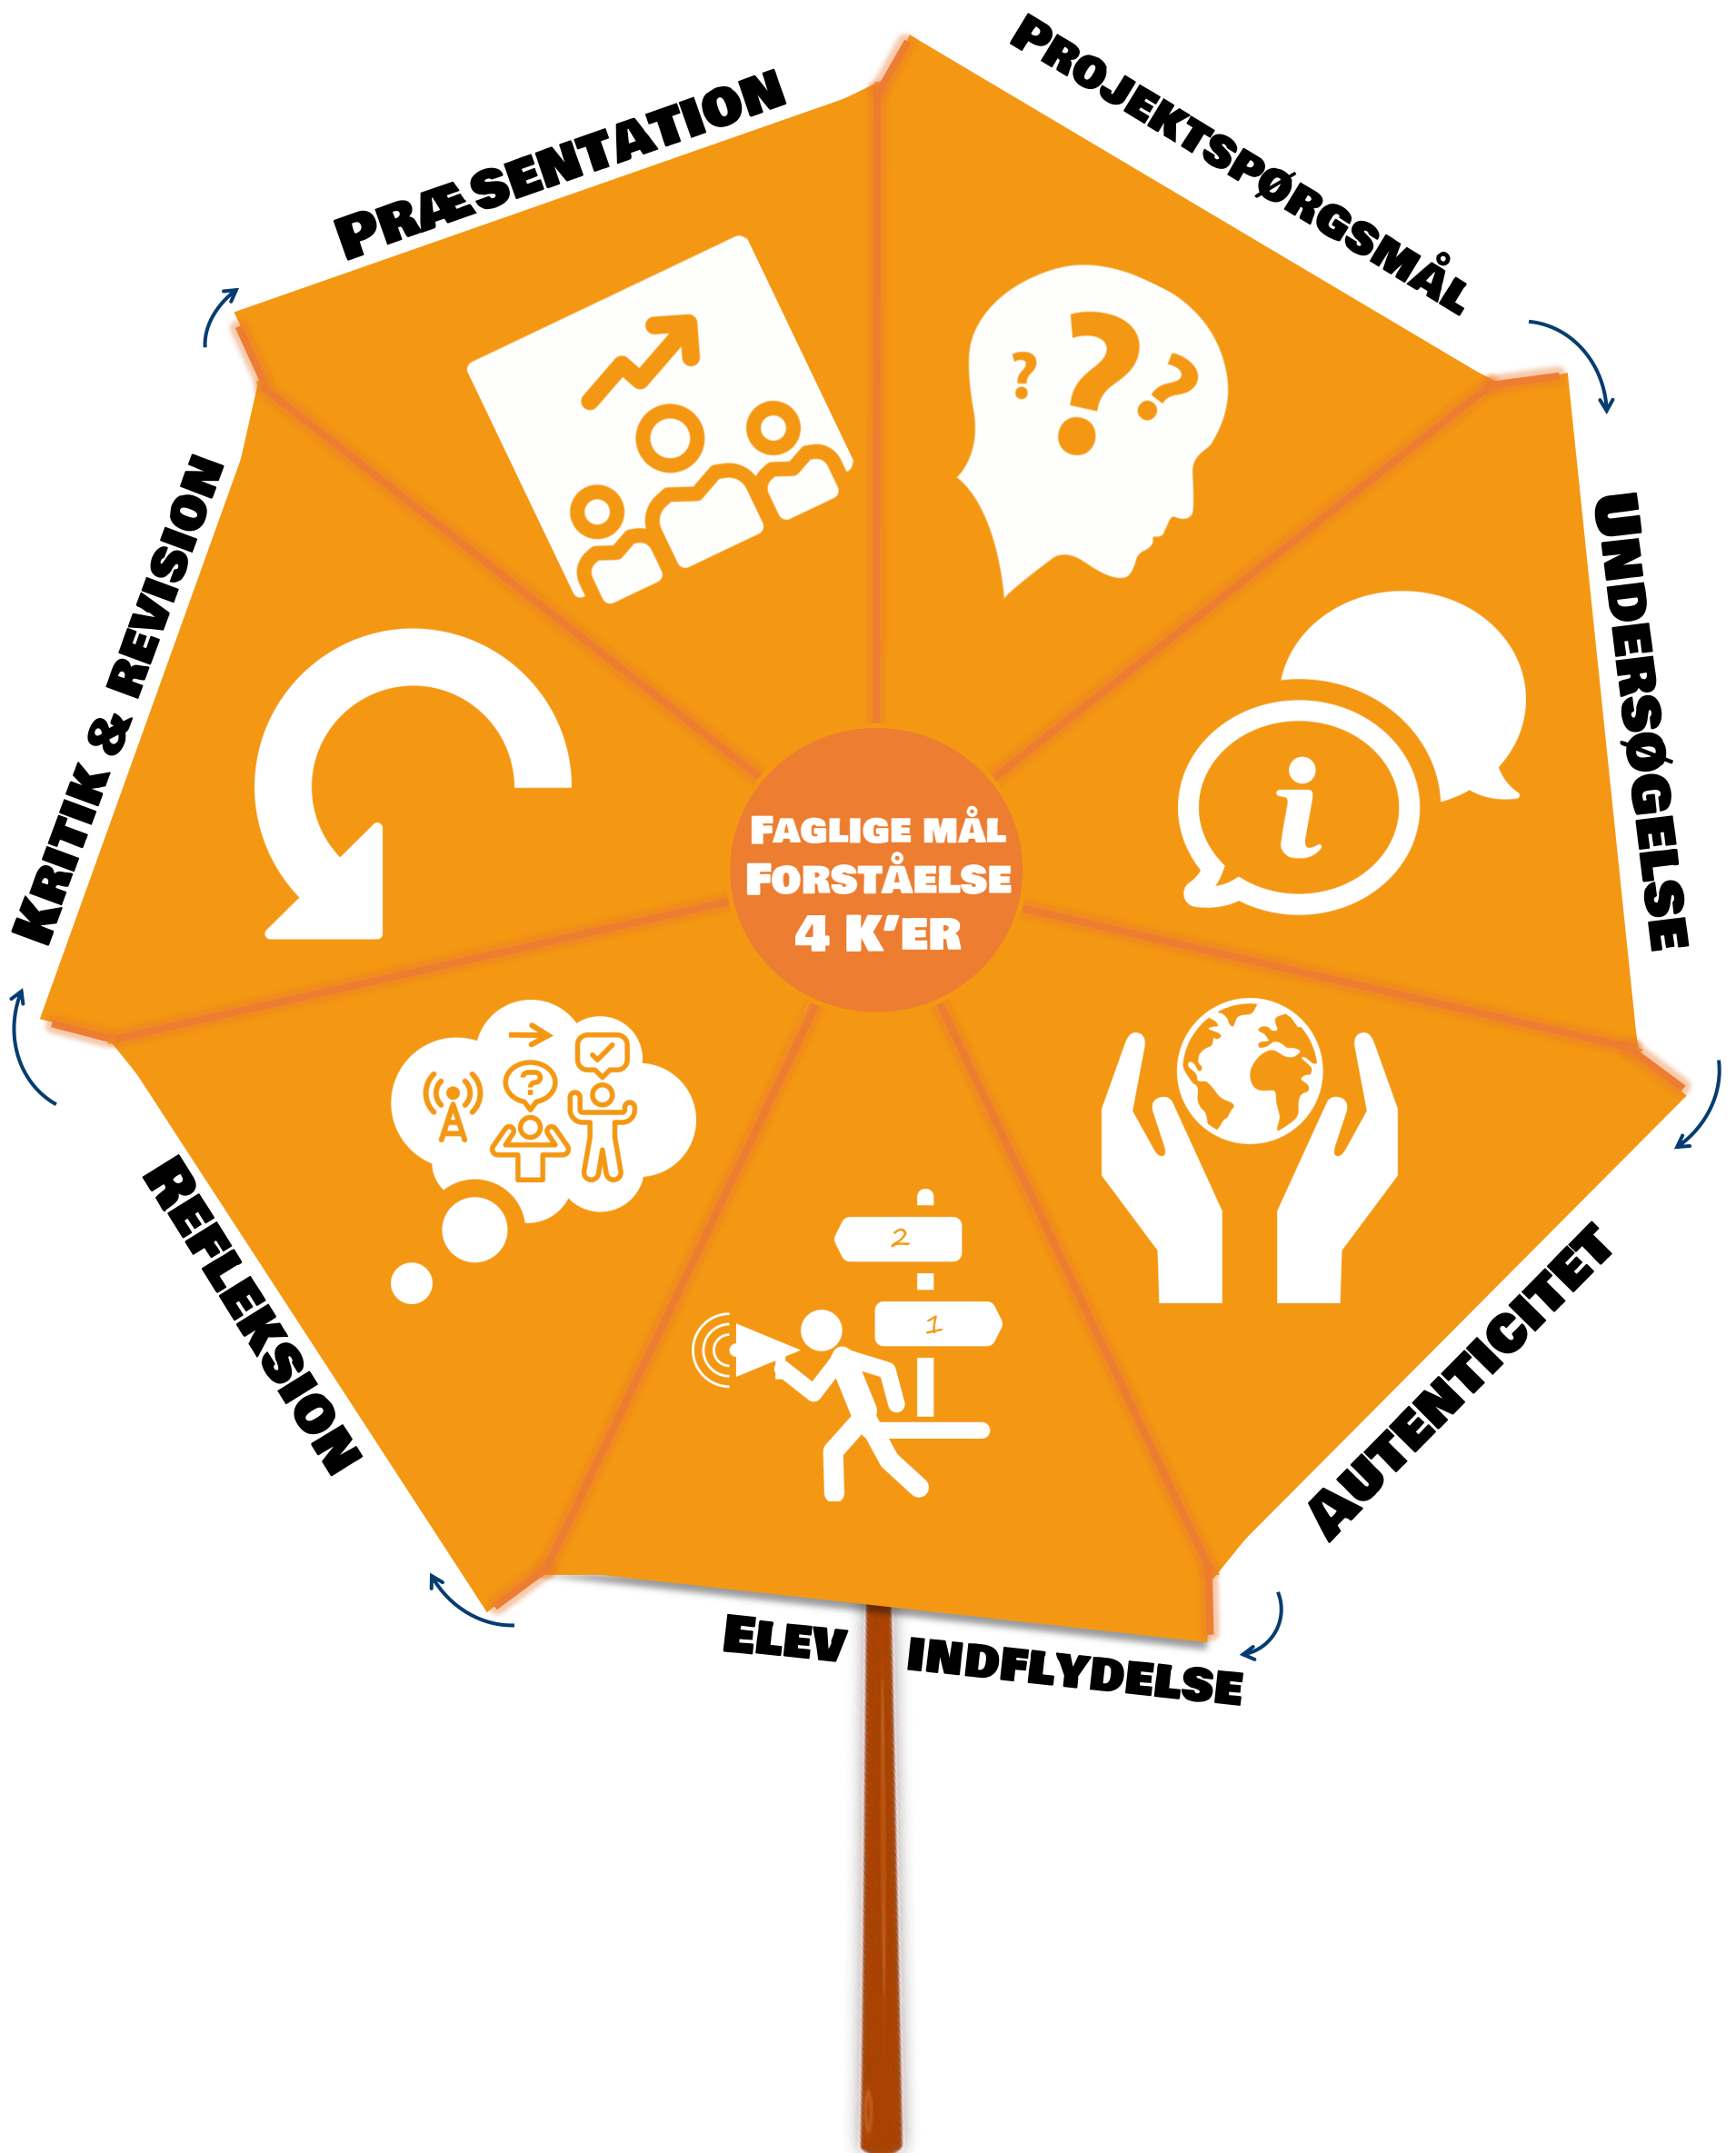 PROJEKTSPØRGSMÅL
UNDERSØGELSE
AUTENTICITET
ELEV INDFLYDELSE
REFLEKSION
KRITIK & REVISION
PRÆSENTATION
FAGLIGE MÅL
FORSTÅELSE
4 K'ER
? ? ?
i
2
1
?